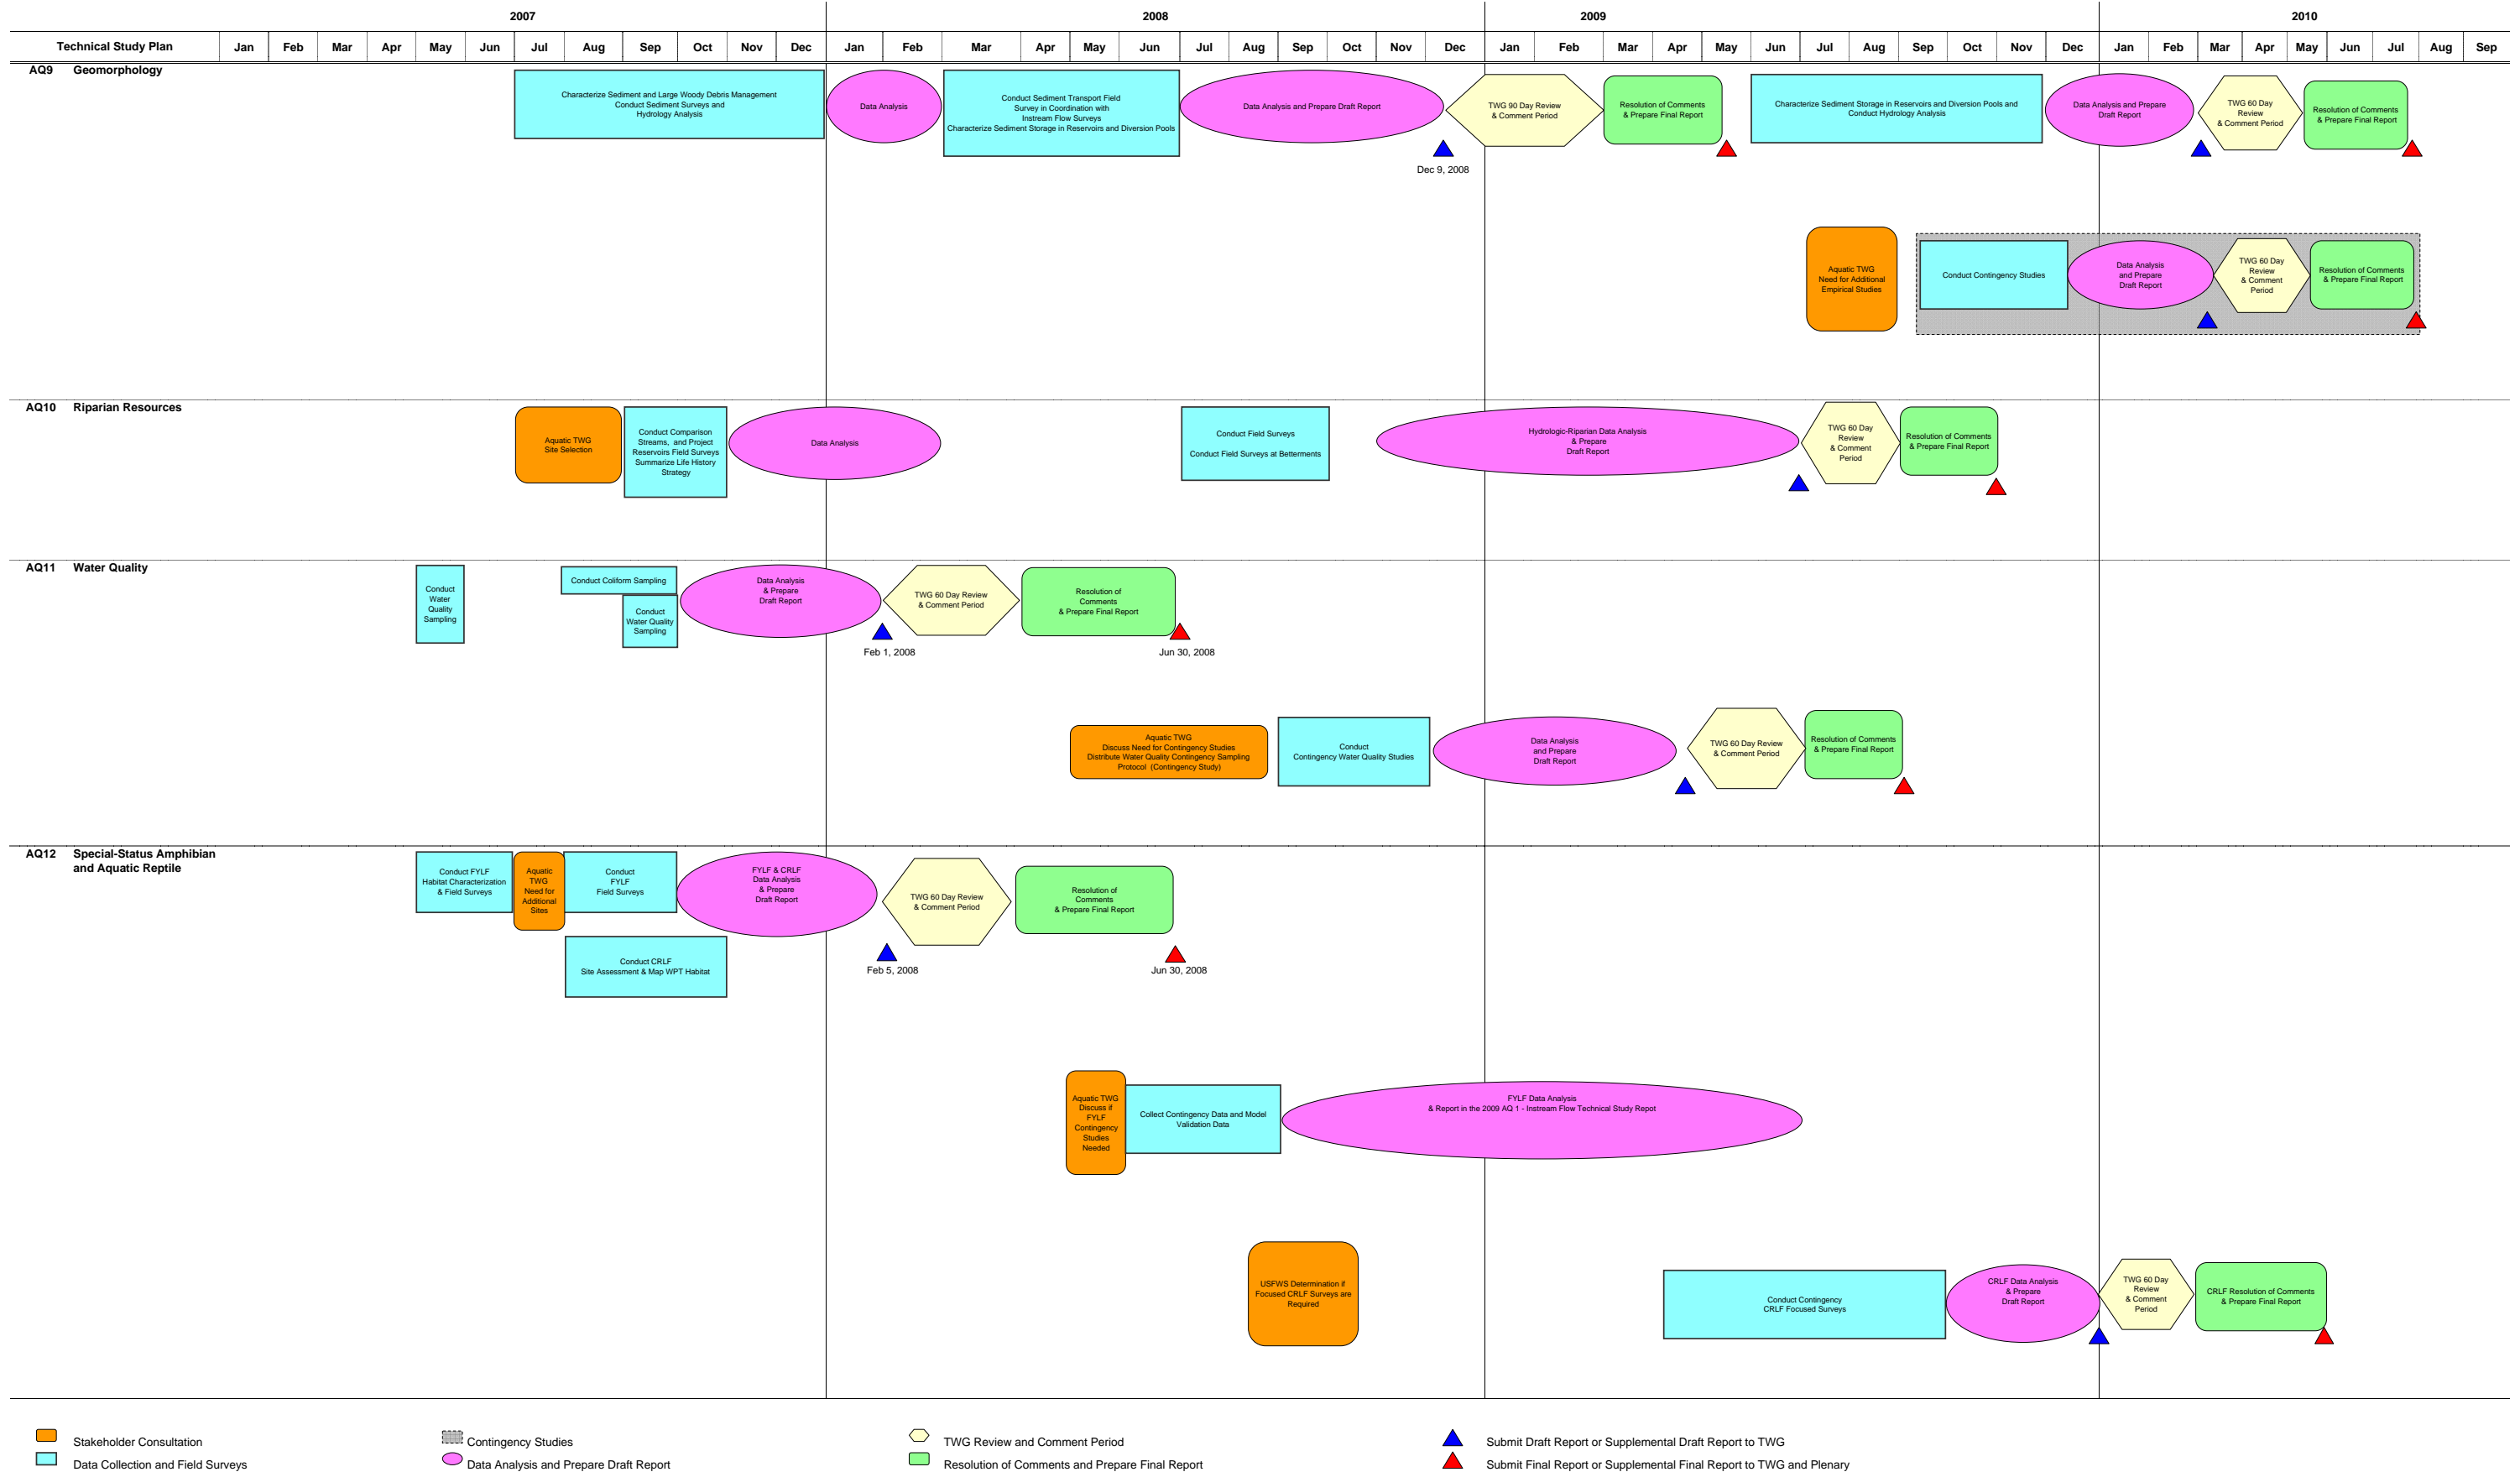 2007 2008 2009 2010
Technical Study Plan Jan Feb Mar Apr May Jun Jul Aug Sep Oct Nov Dec Jan Feb Mar Apr May Jun Jul Aug Sep Oct Nov Dec Jan Feb Mar Apr May Jun Jul Aug Sep Oct Nov Dec Jan Feb Mar Apr May Jun Jul Aug Sep
AQ9 Geomorphology
Characterize Sediment and Large Woody Debris Management
Conduct Sediment Surveys and
Hydrology Analysis
Data Analysis
Conduct Sediment Transport Field
Survey in Coordination with
Instream Flow Surveys
Characterize Sediment Storage in Reservoirs and Diversion Pools
Data Analysis and Prepare Draft Report
Dec 9, 2008
TWG 90 Day Review
& Comment Period
Resolution of Comments
& Prepare Final Report
Characterize Sediment Storage in Reservoirs and Diversion Pools and
Conduct Hydrology Analysis
Data Analysis and Prepare
Draft Report
TWG 60 Day
Review
& Comment Period
Resolution of Comments
& Prepare Final Report
Aquatic TWG
Need for Additional
Empirical Studies
Conduct Contingency Studies
Data Analysis
and Prepare
Draft Report
TWG 60 Day
Review
& Comment
Period
Resolution of Comments
& Prepare Final Report
AQ10 Riparian Resources
Aquatic TWG
Site Selection
Conduct Comparison
Streams, and Project
Reservoirs Field Surveys
Summarize Life History
Strategy
Data Analysis
Conduct Field Surveys
Conduct Field Surveys at Betterments
Hydrologic-Riparian Data Analysis
& Prepare
Draft Report
TWG 60 Day
Review
& Comment
Period
Resolution of Comments
& Prepare Final Report
AQ11 Water Quality
Conduct
Water
Quality
Sampling
Conduct Coliform Sampling
Conduct
Water Quality
Sampling
Data Analysis
& Prepare
Draft Report
Feb 1, 2008
TWG 60 Day Review
& Comment Period
Resolution of
Comments
& Prepare Final Report
Jun 30, 2008
Aquatic TWG
Discuss Need for Contingency Studies
Distribute Water Quality Contingency Sampling
Protocol (Contingency Study)
Conduct
Contingency Water Quality Studies
Data Analysis
and Prepare
Draft Report
TWG 60 Day Review
& Comment Period
Resolution of Comments
& Prepare Final Report
AQ12 Special-Status Amphibian
and Aquatic Reptile
Conduct FYLF
Habitat Characterization
& Field Surveys
Aquatic
TWG
Need for
Additional
Sites
Conduct
FYLF
Field Surveys
Conduct CRLF
Site Assessment & Map WPT Habitat
FYLF & CRLF
Data Analysis
& Prepare
Draft Report
Feb 5, 2008
TWG 60 Day Review
& Comment Period
Resolution of
Comments
& Prepare Final Report
Jun 30, 2008
Aquatic TWG
Discuss if
FYLF
Contingency
Studies
Needed
Collect Contingency Data and Model
Validation Data
FYLF Data Analysis
& Report in the 2009 AQ 1 - Instream Flow Technical Study Repot
USFWS Determination if
Focused CRLF Surveys are
Required
Conduct Contingency
CRLF Focused Surveys
CRLF Data Analysis
& Prepare
Draft Report
TWG 60 Day
Review
& Comment
Period
CRLF Resolution of Comments
& Prepare Final Report
Stakeholder Consultation
Data Collection and Field Surveys
Contingency Studies
Data Analysis and Prepare Draft Report
TWG Review and Comment Period
Resolution of Comments and Prepare Final Report
Submit Draft Report or Supplemental Draft Report to TWG
Submit Final Report or Supplemental Final Report to TWG and Plenary